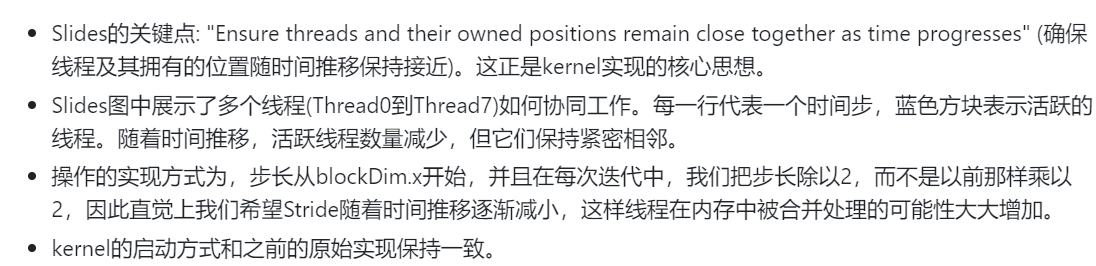 • Slides的关键点: "Ensure threads and their owned positions remain close together as time progresses" (确保
线程及其拥有的位置随时间推移保持接近)。这正是kernel实现的核心思想。
• Slides图中展示了多个线程(Thread0到Thread7)如何协同工作。每一行代表一个时间步，蓝色方块表示活跃的
线程。随着时间推移，活跃线程数量减少，但它们保持紧密相邻。
• 操作的实现方式为，步长从blockDim.x开始，并且在每次迭代中，我们把步长除以2，而不是以前那样乘以
2，因此直觉上我们希望Stride随着时间推移逐渐减小，这样线程在内存中被合并处理的可能性大大增加。
• kernel的启动方式和之前的原始实现保持一致。